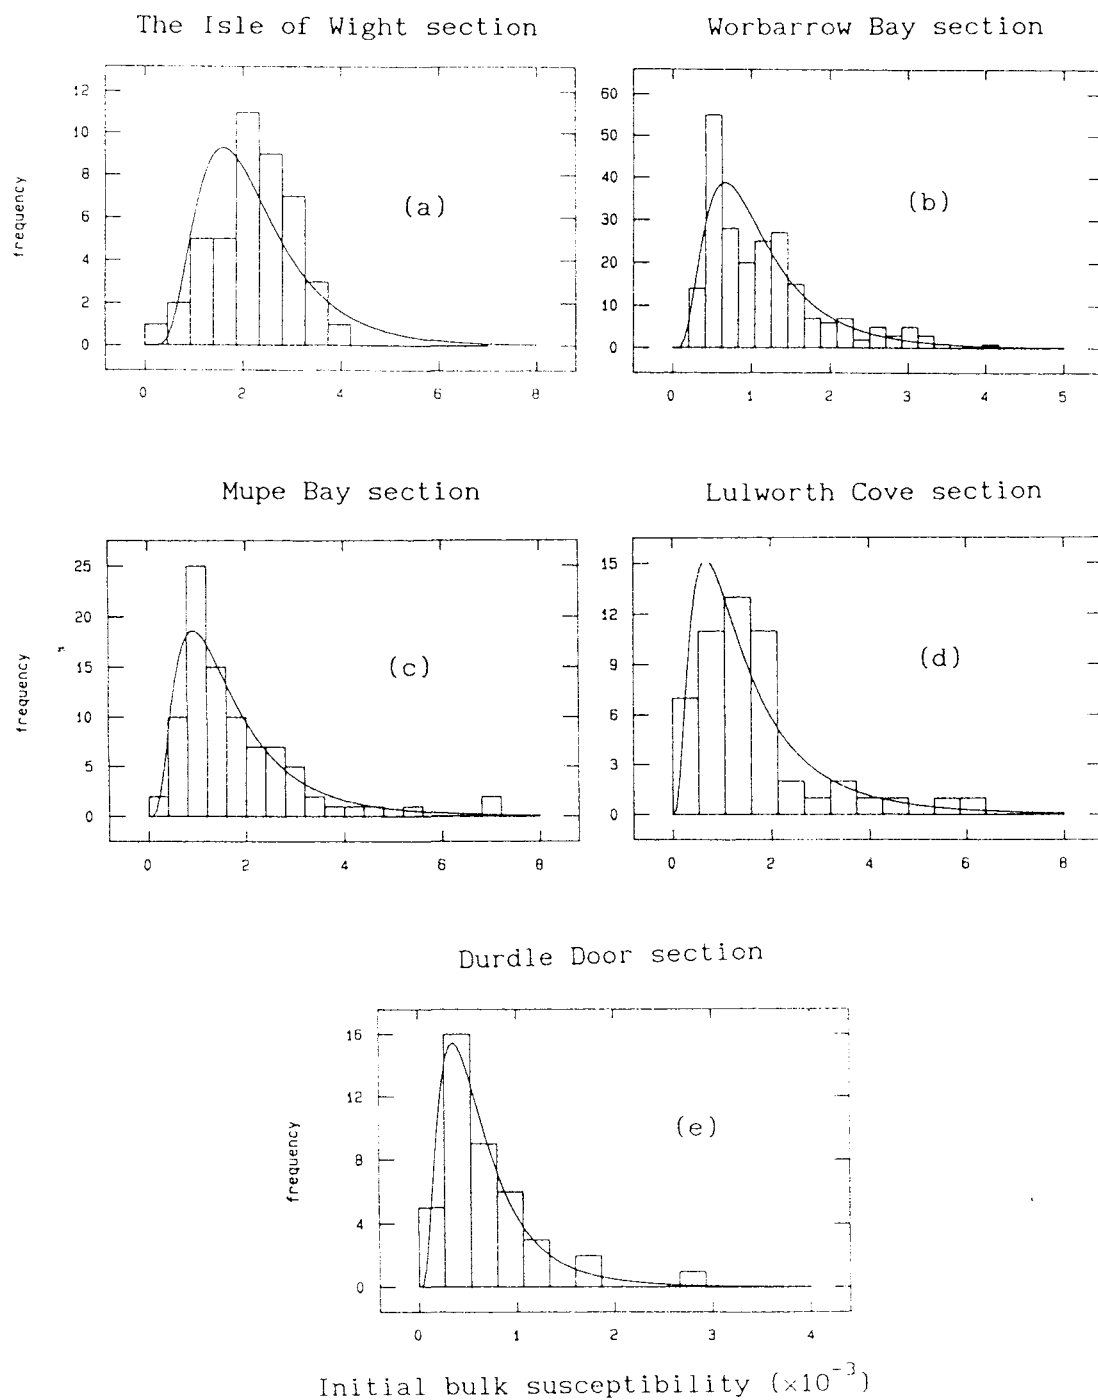 The Isle of Wight section
Worbarrow Bay section
12
10
8
6
4
2
0
frequency
(a)
0 2 4 6 8
60
50
40
30
20
10
0
(b)
0 1 2 3 4 5
Mupe Bay section
Lulworth Cove section
25
20
15
10
5
0
frequency
(c)
0 2 4 6 8
15
12
9
6
3
0
(d)
0 2 4 6 8
Durdle Door section
16
12
8
4
0
frequency
(e)
0 1 2 3 4
Initial bulk susceptibility (×10⁻³)